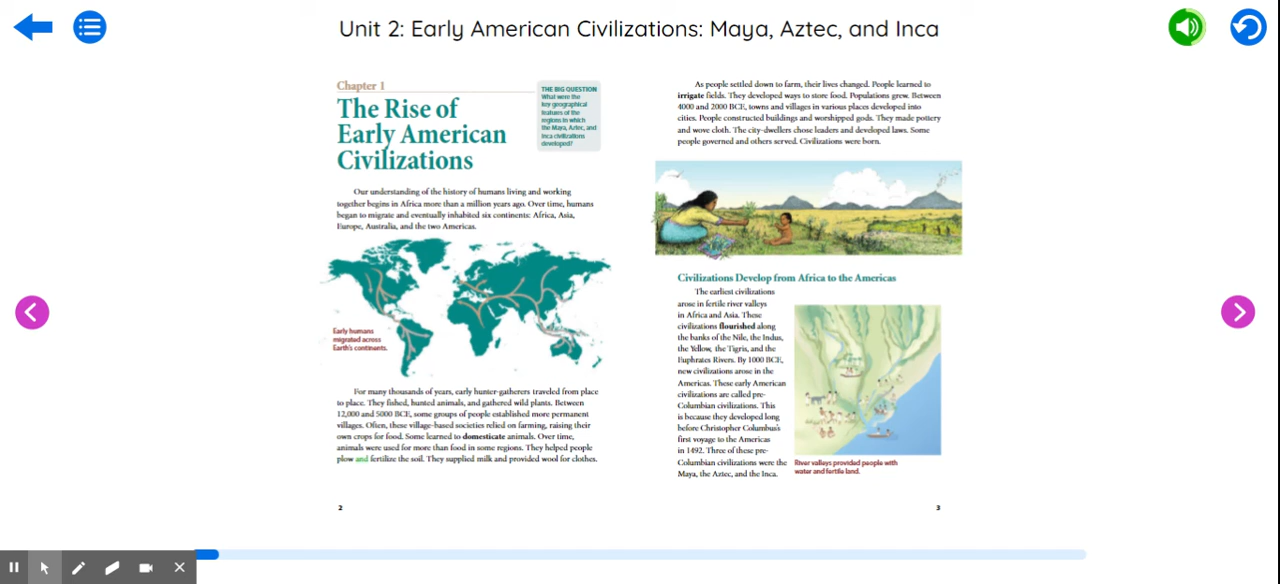 Unit 2: Early American Civilizations: Maya, Aztec, and Inca
Chapter 1
The Rise of
Early American
Civilizations
THE BIG QUESTION
What were the
key geographical
features of the
regions in which
the Maya, Aztec, and
Inca civilizations
developed?
Our understanding of the history of humans living and working
together begins in Africa more than a million years ago. Over time, humans
began to migrate and eventually inhabited six continents: Africa, Asia,
Europe, Australia, and the two Americas.
Early humans
migrated across
Earth's continents.
For many thousands of years, early hunter-gatherers traveled from place
to place. They fished, hunted animals, and gathered wild plants. Between
12,000 and 5000 BCE, some groups of people established more permanent
villages. Often, these village-based societies relied on farming, raising their
own crops for food. Some learned to domesticate animals. Over time,
animals were used for more than food in some regions. They helped people
plow and fertilize the soil. They supplied milk and provided wool for clothes.
2
As people settled down to farm, their lives changed. People learned to
irrigate fields. They developed ways to store food. Populations grew. Between
4000 and 2000 BCE, towns and villages in various places developed into
cities. People constructed buildings and worshipped gods. They made pottery
and wove cloth. The city-dwellers chose leaders and developed laws. Some
people governed and others served. Civilizations were born.
Civilizations Develop from Africa to the Americas
The earliest civilizations
arose in fertile river valleys
in Africa and Asia. These
civilizations flourished along
the banks of the Nile, the Indus,
the Yellow, the Tigris, and the
Euphrates Rivers. By 1000 BCE,
new civilizations arose in the
Americas. These early American
civilizations are called pre-
Columbian civilizations. This
is because they developed long
before Christopher Columbus's
first voyage to the Americas
in 1492. Three of these pre-
Columbian civilizations were the
Maya, the Aztec, and the Inca.
River valleys provided people with
water and fertile land.
3